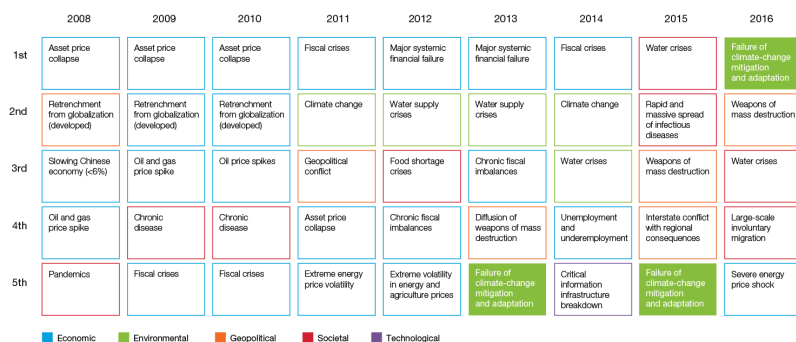 2008 2009 2010 2011 2012 2013 2014 2015 2016
1st
Asset price
collapse
Asset price
collapse
Asset price
collapse
Fiscal crises
Major systemic
financial failure
Major systemic
financial failure
Fiscal crises
Water crises
Failure of
climate-change
mitigation
and adaptation
2nd
Retrenchment
from globalization
(developed)
Retrenchment
from globalization
(developed)
Retrenchment
from globalization
(developed)
Climate change
Water supply
crises
Water supply
crises
Climate change
Rapid and
massive spread
of infectious
diseases
Weapons of
mass destruction
3rd
Slowing Chinese
economy (<6%)
Oil and gas
price spike
Oil price spikes
Geopolitical
conflict
Food shortage
crises
Chronic fiscal
imbalances
Water crises
Weapons of
mass destruction
Water crises
4th
Oil and gas
price spike
Chronic
disease
Chronic
disease
Asset price
collapse
Chronic fiscal
imbalances
Diffusion of
weapons of mass
destruction
Unemployment and
underemployment
Interstate conflict
with regional
consequences
Large-scale
involuntary
migration
5th
Pandemics
Fiscal crises
Fiscal crises
Extreme energy
price volatility
Extreme volatility
in energy and
agriculture prices
Failure of
climate-change
mitigation
and adaptation
Critical
information
infrastructure
breakdown
Failure of
climate-change
mitigation
and adaptation
Severe energy
price shock
Economic Environmental Geopolitical Societal Technological